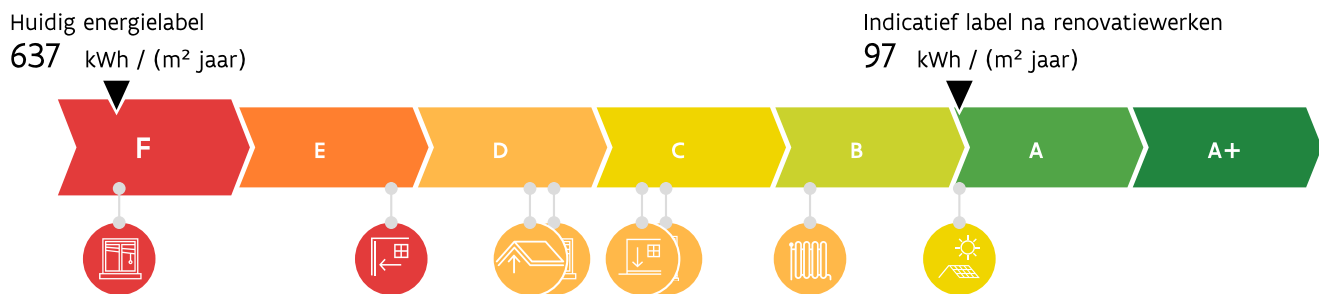 Huidig energielabel
637 kWh / (m² jaar)
Indicatief label na renovatiewerken
97 kWh / (m² jaar)
F E D C B A A+